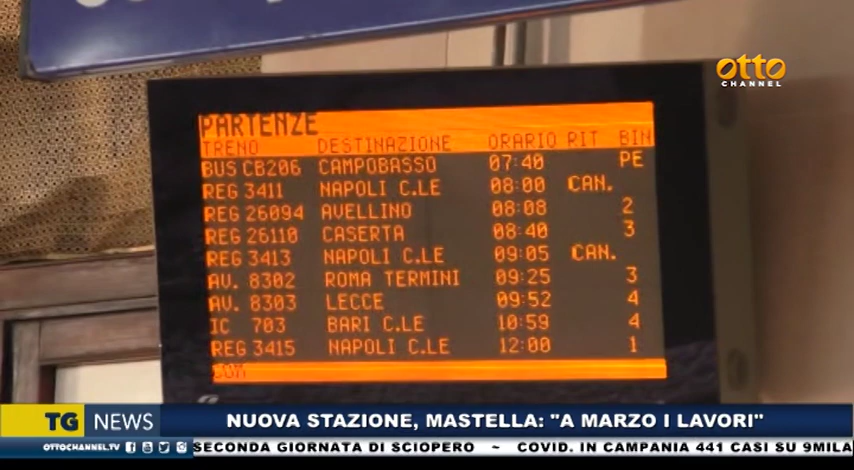 otto
CHANNEL
PARTENZE
TRENO DESTINAZIONE ORARIO RIT BIN
BUS CB206 CAMPOBASSO 07:40 PE
REG 3411 NAPOLI C.LE 08:00 CAN.
REG 26094 AVELLINO 08:08 2
REG 26110 CASERTA 08:40 3
REG 3413 NAPOLI C.LE 09:05 CAN.
AV. 8302 ROMA TERMINI 09:25 3
AV. 8303 LECCE 09:52 4
IC 703 BARI C.LE 10:59 4
REG 3415 NAPOLI C.LE 12:00 1
COM
TG NEWS NUOVA STAZIONE, MASTELLA: "A MARZO I LAVORI"
OTTOCHANNEL.TV SECONDA GIORNATA DI SCIOPERO ~ COVID. IN CAMPANIA 441 CASI SU 9MILA